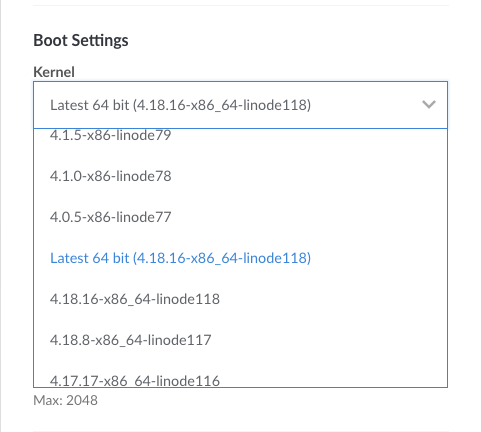 Boot Settings
Kernel
Latest 64 bit (4.18.16-x86_64-linode118)
4.1.5-x86-linode79
4.1.0-x86-linode78
4.0.5-x86-linode77
Latest 64 bit (4.18.16-x86_64-linode118)
4.18.16-x86_64-linode118
4.18.8-x86_64-linode117
4.17.17-x86_64-linode116
Max: 2048